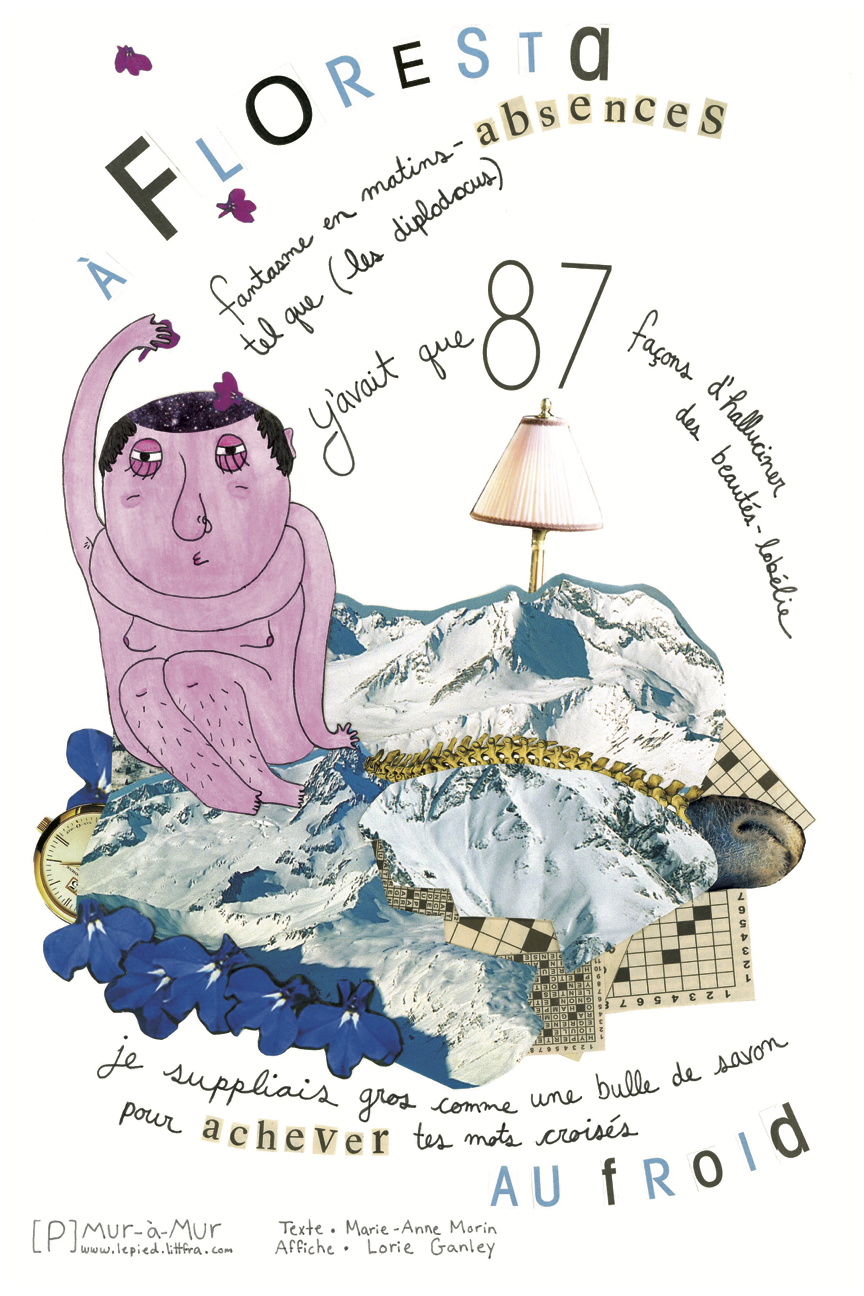 À FLORESTa
fantasme en matins-absences
tel que (les diplodocus)
y'avait que 87 façons d'halluciner
des beautés-lobélie
je suppliais gros comme une bulle de savon
pour achever tes mots croisés
AU fROId
[P] MUR-à-MUR
www.lepied.littfra.com
Texte • Marie-Anne Morin
Affiche • Lorie Ganley